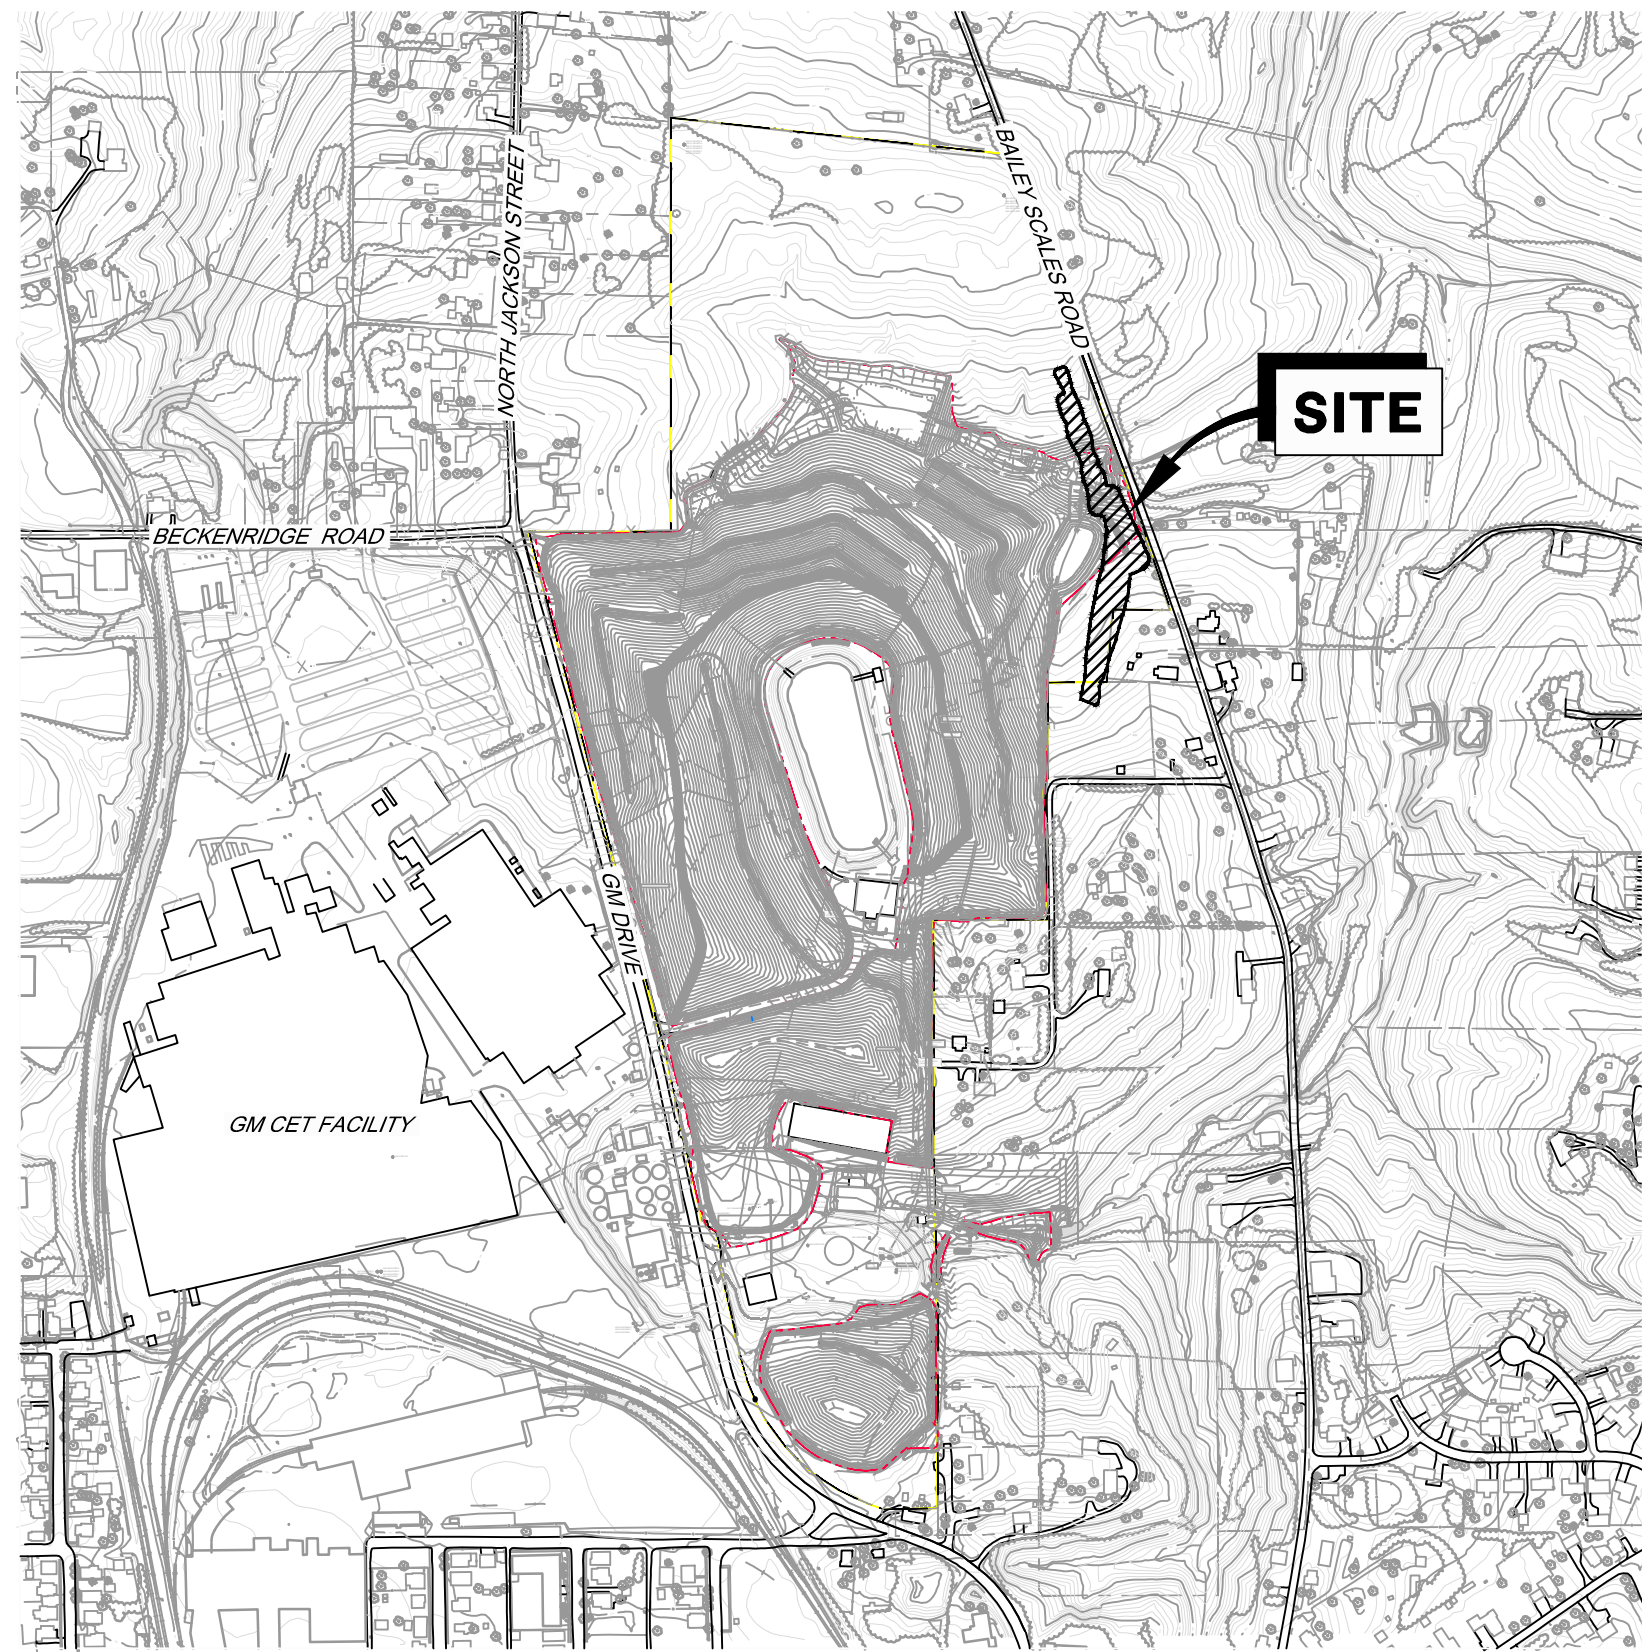 NORTH JACKSON STREET
BAILEY SCALES ROAD
SITE
BECKENRIDGE ROAD
GM DRIVE
GM CET FACILITY